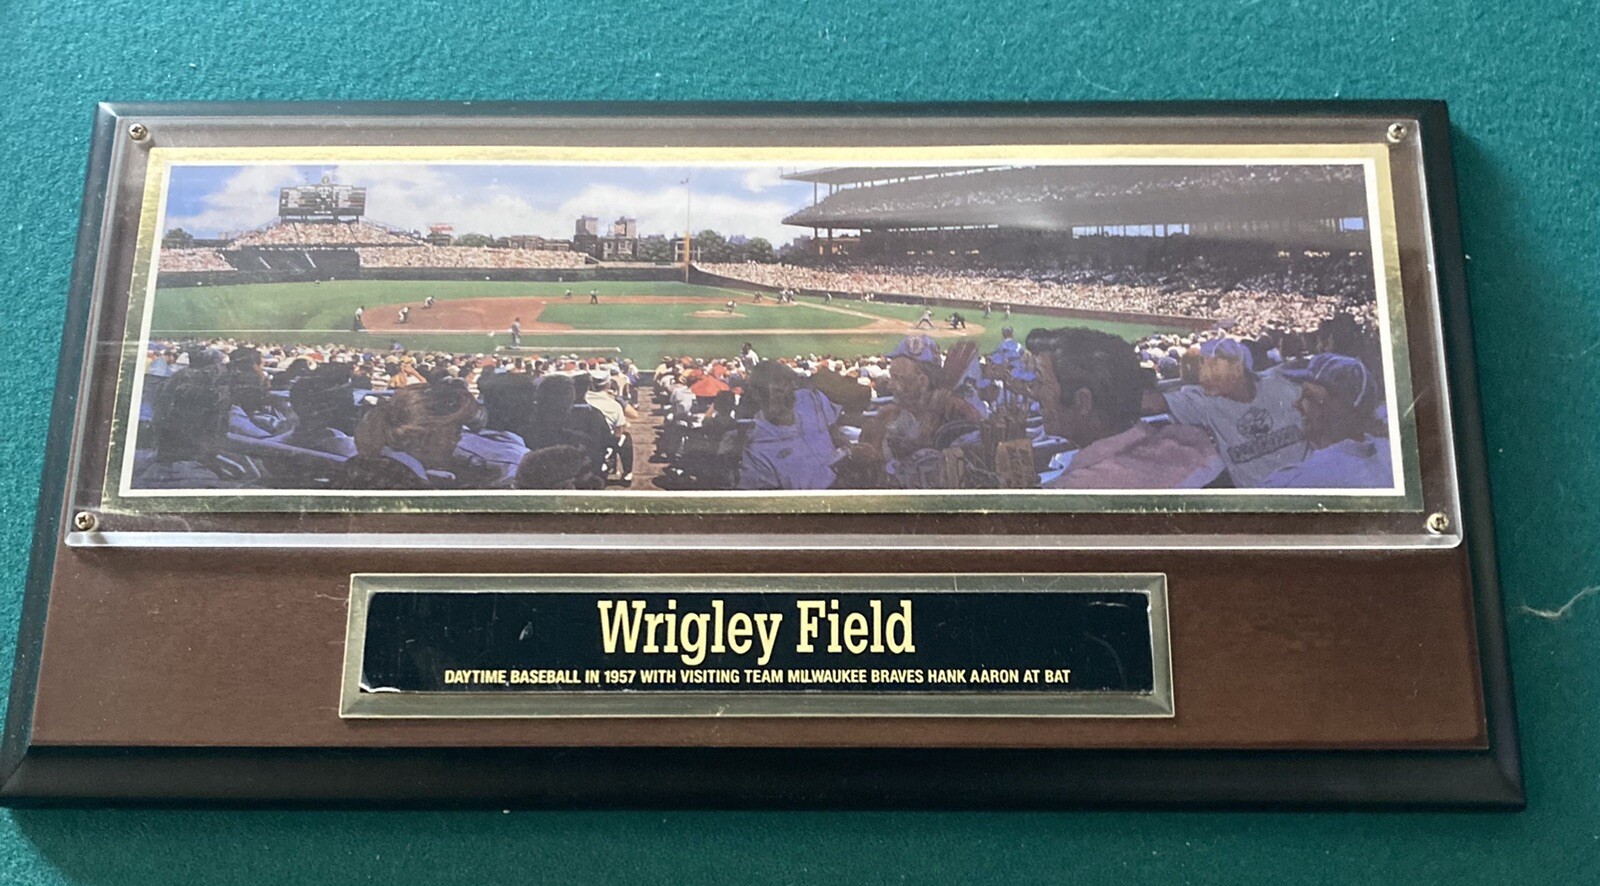 Wrigley Field
DAYTIME BASEBALL IN 1957 WITH VISITING TEAM MILWAUKEE BRAVES HANK AARON AT BAT